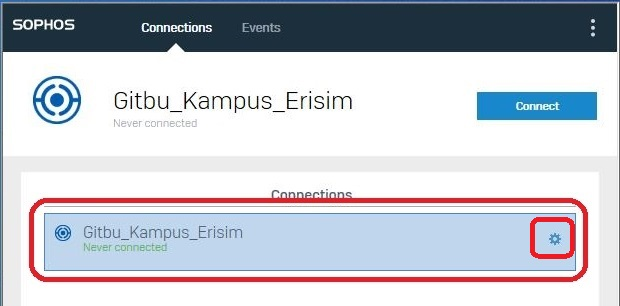 SOPHOS Connections Events
Gitbu_Kampus_Erisim
Never connected
Connect
Connections
Gitbu_Kampus_Erisim
Never connected